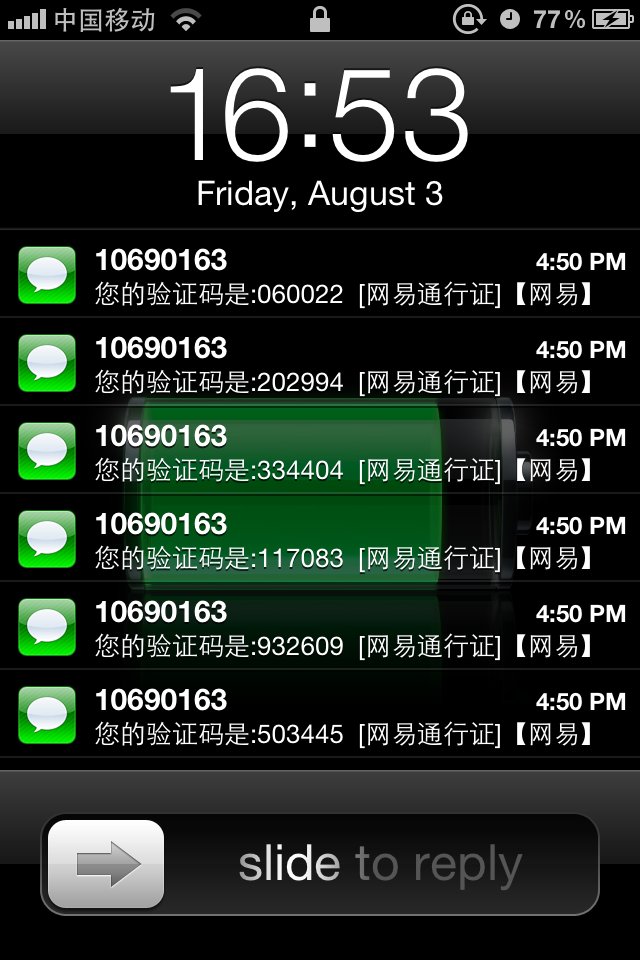 中国移动 77%
16:53
Friday, August 3
10690163 4:50 PM
您的验证码是:060022 [网易通行证]【网易】
10690163 4:50 PM
您的验证码是:202994 [网易通行证]【网易】
10690163 4:50 PM
您的验证码是:334404 [网易通行证]【网易】
10690163 4:50 PM
您的验证码是:117083 [网易通行证]【网易】
10690163 4:50 PM
您的验证码是:932609 [网易通行证]【网易】
10690163 4:50 PM
您的验证码是:503445 [网易通行证]【网易】
slide to reply